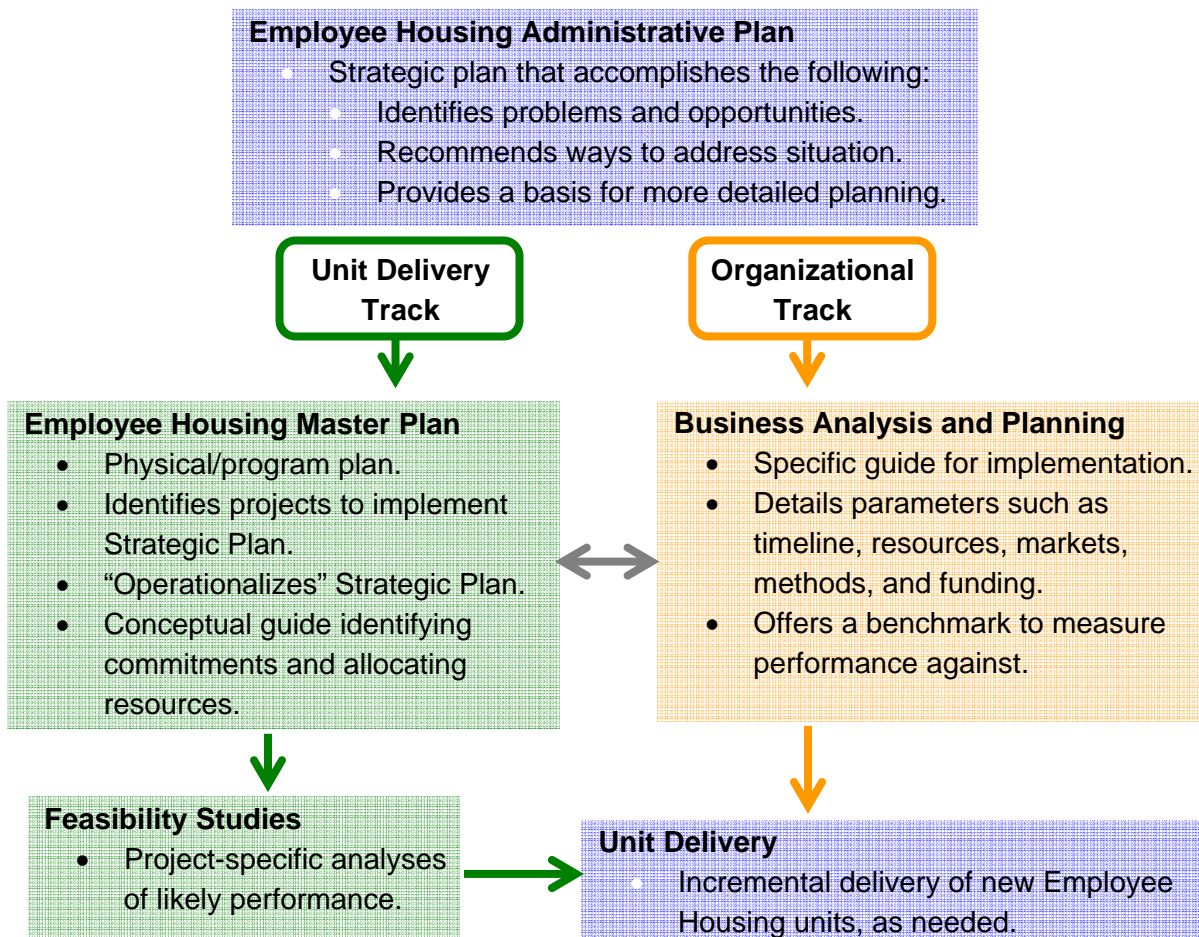 Employee Housing Administrative Plan
• Strategic plan that accomplishes the following:
• Identifies problems and opportunities.
• Recommends ways to address situation.
• Provides a basis for more detailed planning.
Unit Delivery
Track
Organizational
Track
Employee Housing Master Plan
• Physical/program plan.
• Identifies projects to implement
Strategic Plan.
• “Operationalizes” Strategic Plan.
• Conceptual guide identifying
commitments and allocating
resources.
Business Analysis and Planning
• Specific guide for implementation.
• Details parameters such as
timeline, resources, markets,
methods, and funding.
• Offers a benchmark to measure
performance against.
Feasibility Studies
• Project-specific analyses
of likely performance.
Unit Delivery
• Incremental delivery of new Employee
Housing units, as needed.